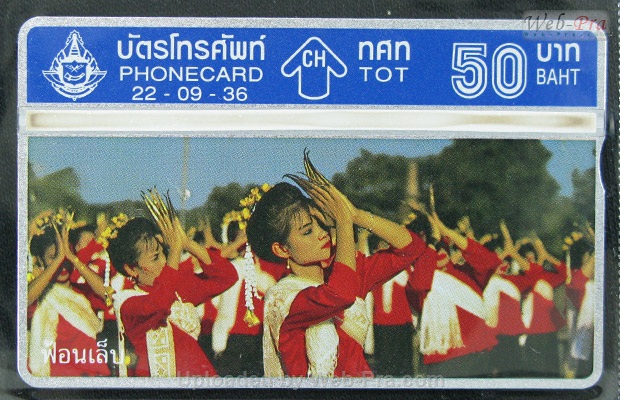 บัตรโทรศัพท์
PHONECARD
22 - 09 - 36
CH
ทศท
TOT
50 บาท
BAHT
Web-Pra
ฟ้อนเล็บ
Uploaded by Web-Pra.com